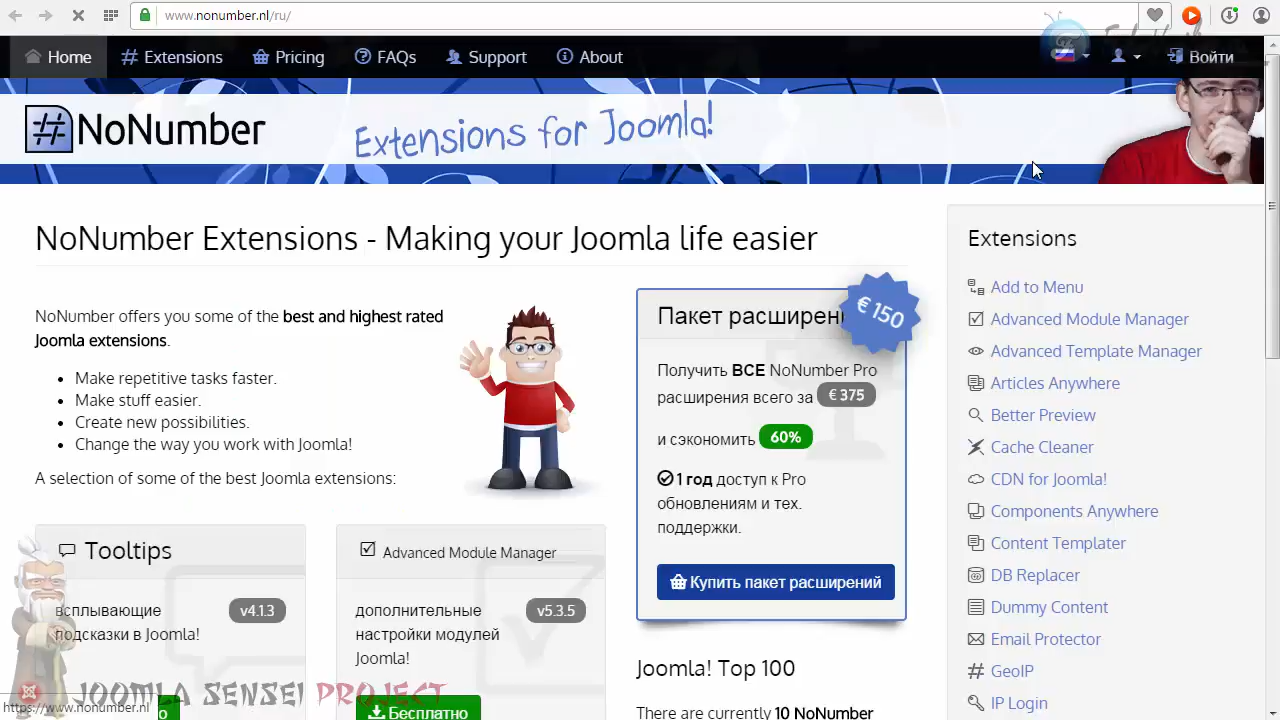 www.nonumber.nl/ru/
Home
Extensions
Pricing
FAQs
Support
About
Войти
NoNumber
Extensions for Joomla!
NoNumber Extensions - Making your Joomla life easier
NoNumber offers you some of the best and highest rated
Joomla extensions.
Make repetitive tasks faster.
Make stuff easier.
Create new possibilities.
Change the way you work with Joomla!
A selection of some of the best Joomla extensions:
Tooltips
всплывающие
подсказки в Joomla!
v4.1.3
Advanced Module Manager
дополнительные
настройки модулей
Joomla!
v5.3.5
Бесплатно
€ 150
Получить ВСЕ NoNumber Pro
расширения всего за € 375
и сэкономить 60%
1 год доступ к Pro
обновлениям и тех.
поддержки.
Купить пакет расширений
Joomla! Top 100
There are currently 10 NoNumber
Extensions
Add to Menu
Advanced Module Manager
Advanced Template Manager
Articles Anywhere
Better Preview
Cache Cleaner
CDN for Joomla!
Components Anywhere
Content Templater
DB Replacer
Dummy Content
Email Protector
GeoIP
IP Login
JOOMLA SENSEI PROJECT
https://www.nonumber.nl